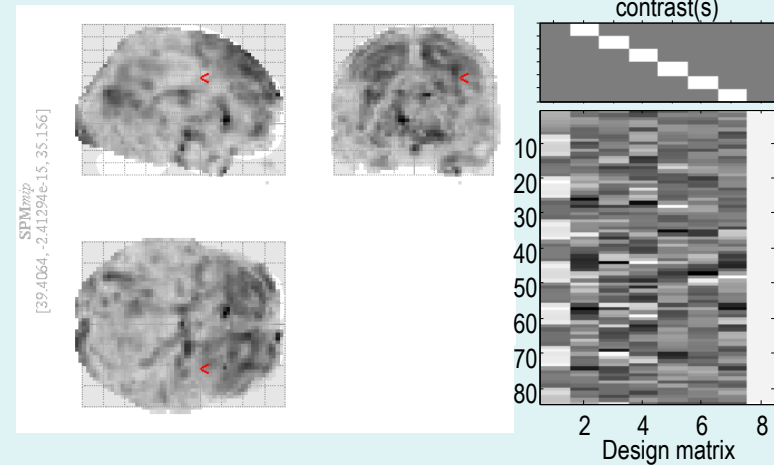 contrast(s)
SPMmip
[39.4064, -2.41294e-15, 35.156]
<
<
<
10
20
30
40
50
60
70
80
2 4 6 8
Design matrix